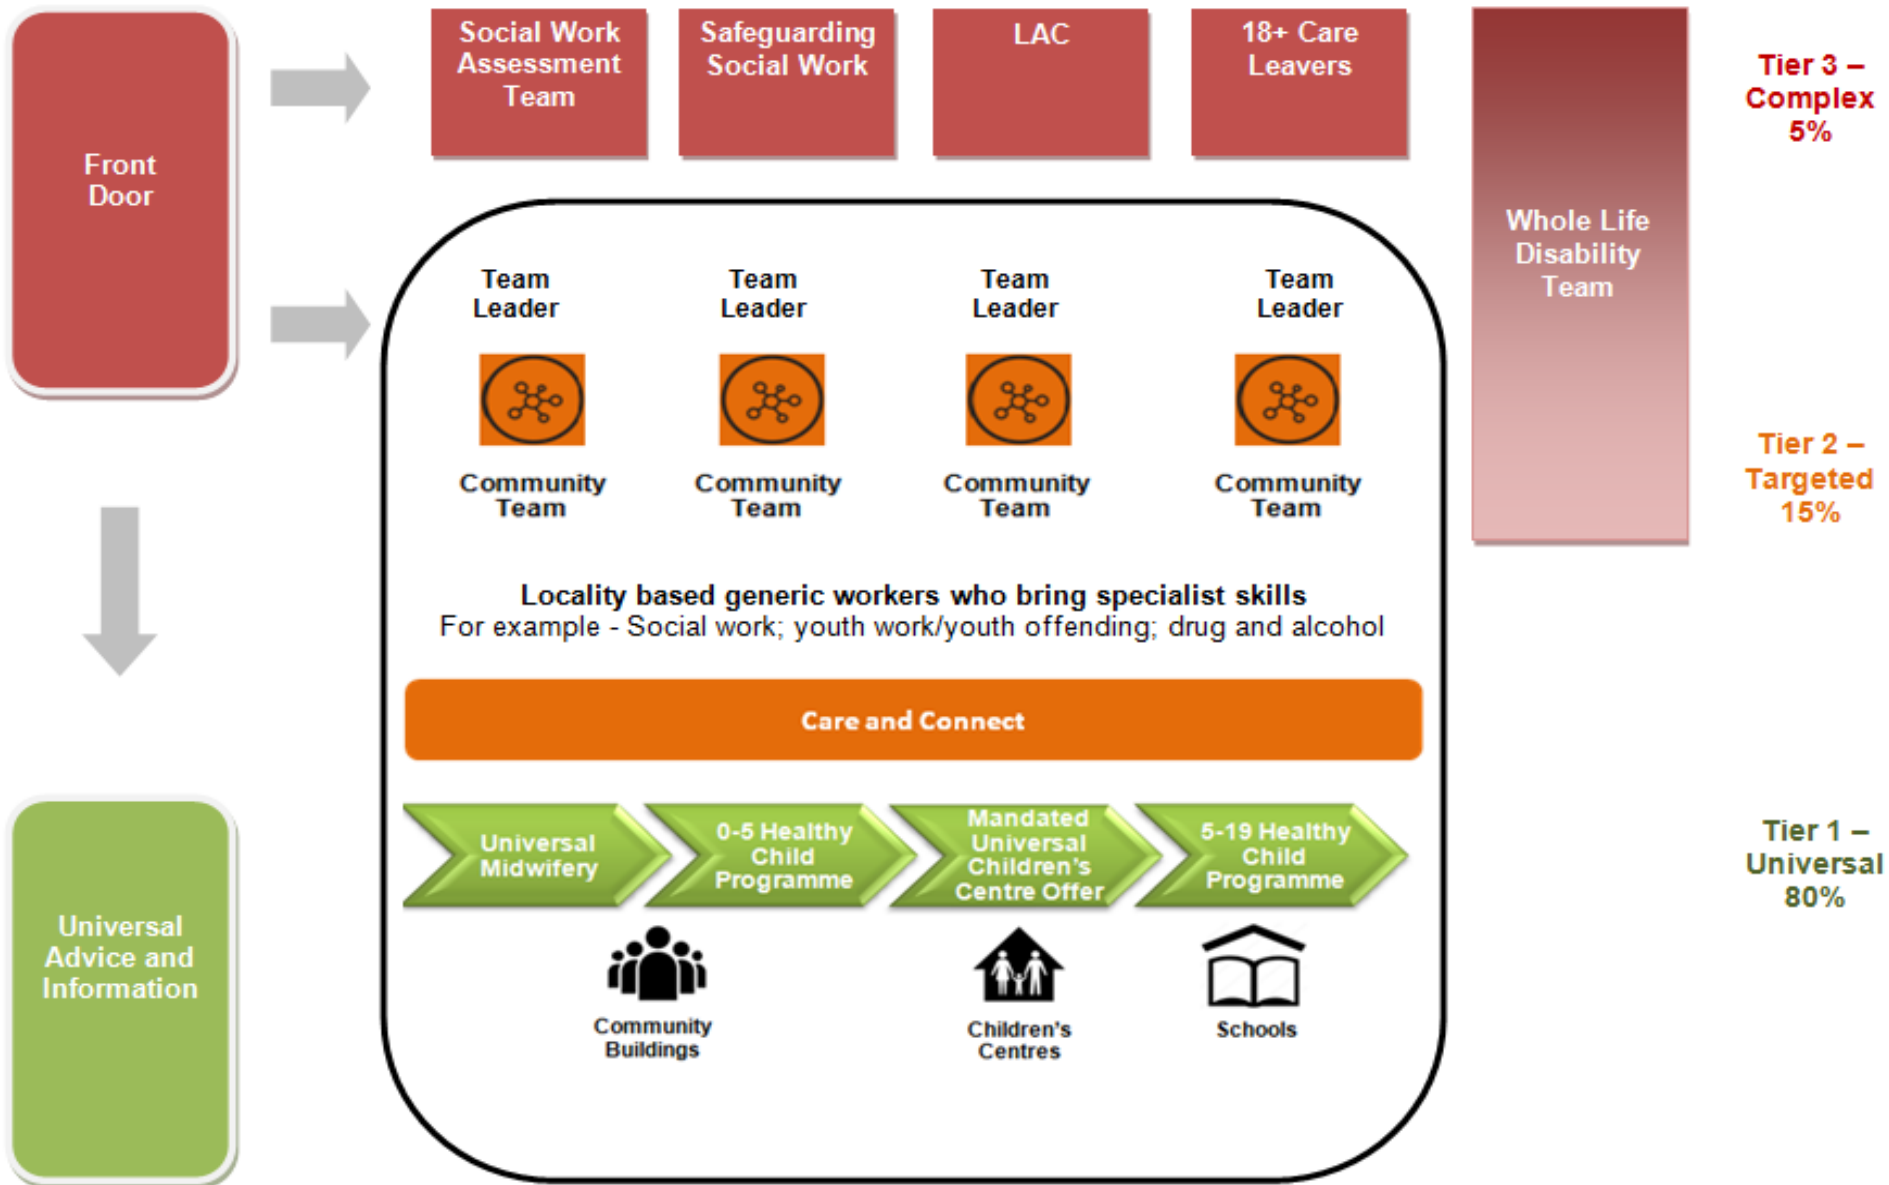 Front
Door
Social Work
Assessment
Team
Safeguarding
Social Work
LAC
18+ Care
Leavers
Whole Life
Disability
Team
Tier 3 –
Complex
5%
Team
Leader
Team
Leader
Team
Leader
Team
Leader
Community
Team
Community
Team
Community
Team
Community
Team
Tier 2 –
Targeted
15%
Locality based generic workers who bring specialist skills
For example - Social work; youth work/youth offending; drug and alcohol
Care and Connect
Universal
Midwifery
0-5 Healthy
Child
Programme
Mandated
Universal
Children's
Centre Offer
5-19 Healthy
Child
Programme
Tier 1 –
Universal
80%
Universal
Advice and
Information
Community
Buildings
Children's
Centres
Schools